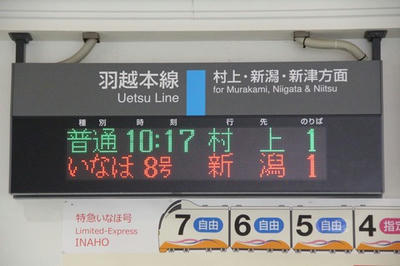 羽越本線 村上・新潟・新津方面
Uetsu Line for Murakami, Niigata & Niitsu
種別 時刻 行先 のりば
普通 10:17 村上 1
いなほ 8号 新潟 1
特急いなほ号
Limited-Express
INAHO
7 自由 6 自由 5 自由 4 指定